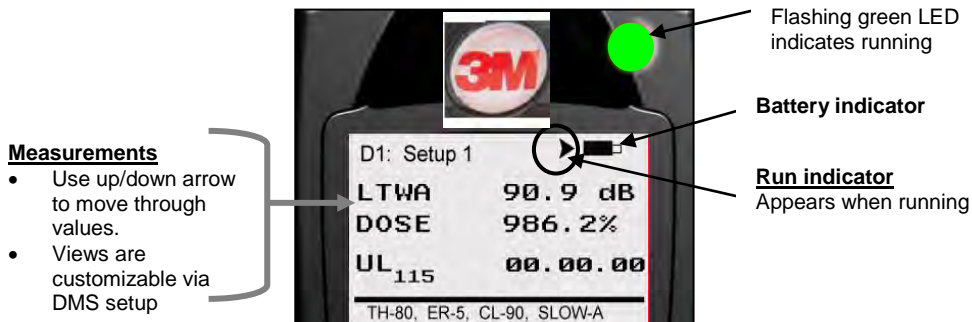 Flashing green LED
indicates running
3M
Battery indicator
Measurements
• Use up/down arrow
to move through
values.
• Views are
customizable via
DMS setup
D1: Setup 1
LTWA 90.9 dB
DOSE 986.2%
UL115 00.00.00
TH-80, ER-5, CL-90, SLOW-A
Run indicator
Appears when running